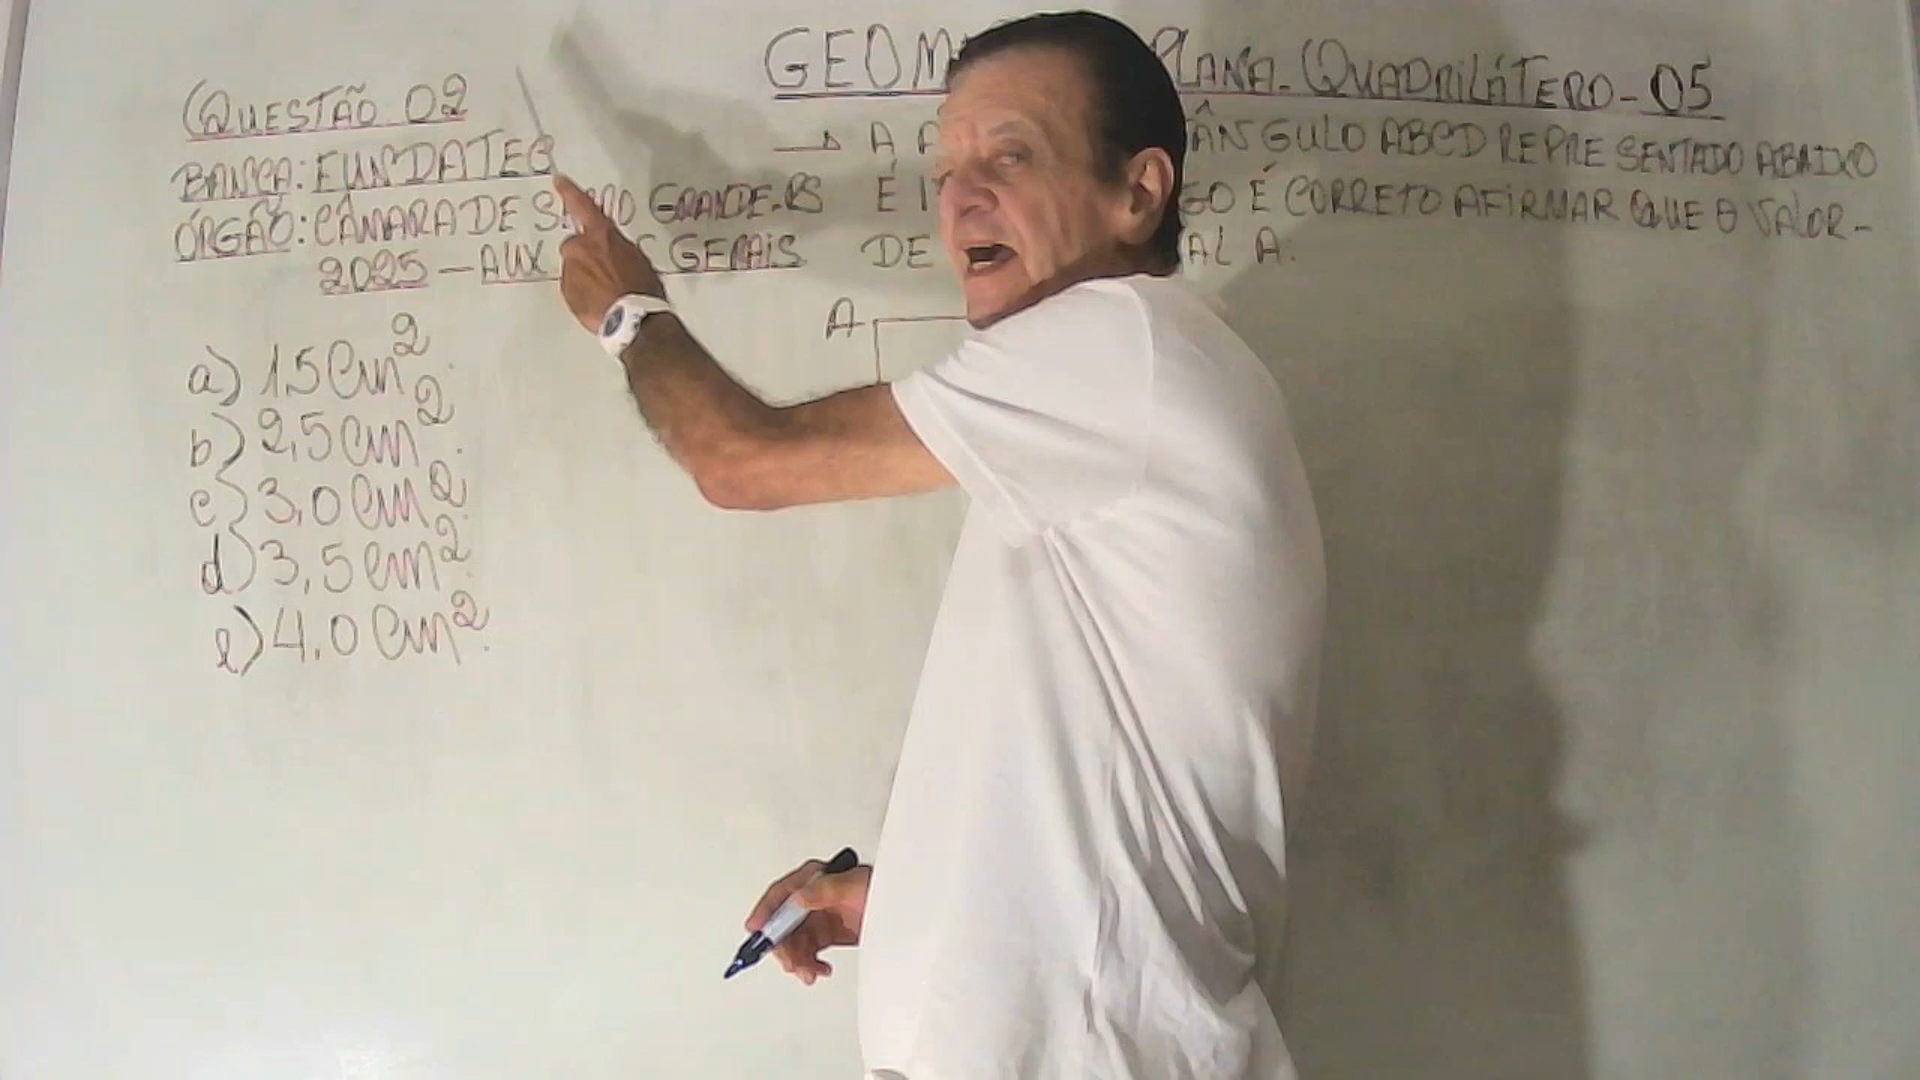 GEOM PLANA. QUADRILÁTERO - 05
QUESTÃO 02
BANCA: FUNDATEC
ÓRGÃO: CÂMARA DE GRANDE-RS
2025 - AUX GERAIS
→ A ÂNGULO ABCD REPRESENTADO ABAIXO
É É CORRETO AFIRMAR QUE O VALOR -
DE AL A:
A
a) 1,5 cm²
b) 2,5 cm².
c) 3,0 cm²
d) 3,5 cm².
e) 4,0 cm².